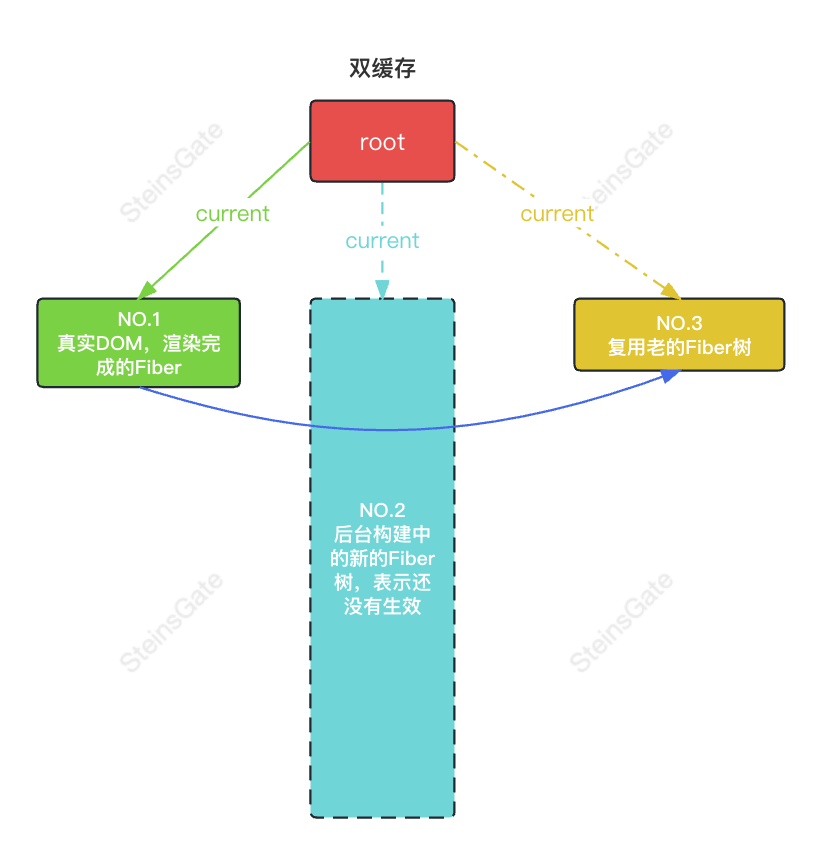 双缓存
root
SteinsGate
SteinsGate
current
current
current
NO.1
真实DOM，渲染完
成的Fiber
NO.3
复用老的Fiber树
NO.2
后台构建中
的新的Fiber
树，表示还
没有生效
SteinsGate
SteinsGate